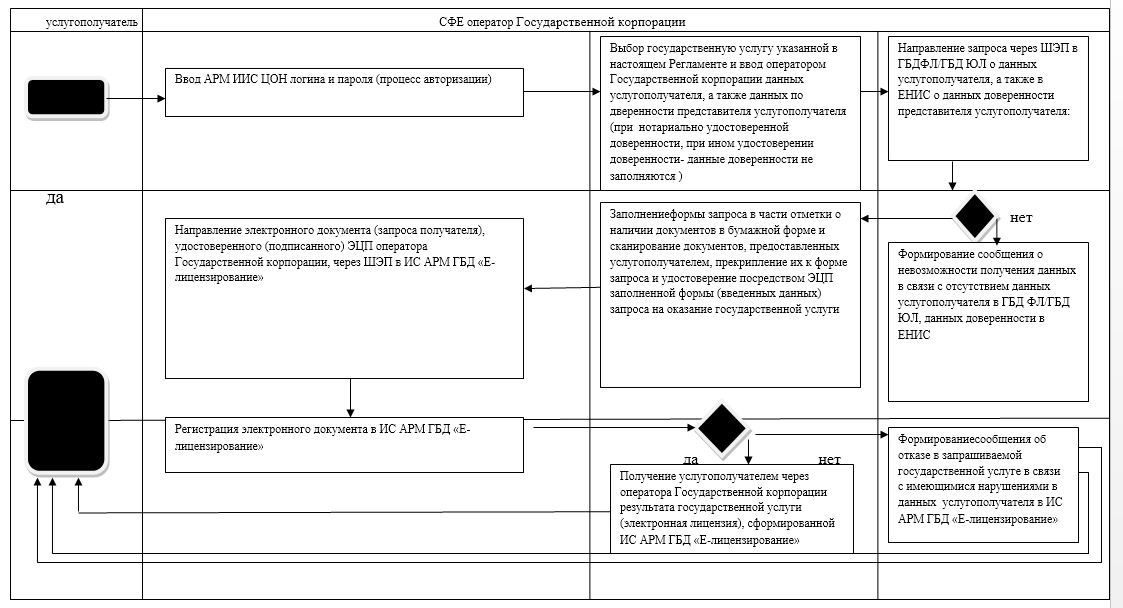 услугополучатель
СФЕ оператор Государственной корпорации
Ввод АРМ ИИС ЦОН логина и пароля (процесс авторизации)
Выбор государственную услугу указанной в
настоящем Регламенте и ввод оператором
Государственной корпорации данных
услугополучателя, а также данных по
дверенности представителя услугополучателя
(при нотариально удостоверенной
доверенности, при ином удостоверении
доверенности- данные доверенности не
заполняются )
Направление запроса через ШЭП в
ГБДФЛ/ГБД ЮЛ о данных
услугополучателя, а также в
ЕНИС о данных доверенности
представителя услугополучателя:
да
нет
Направление электронного документа (запроса получателя),
удостоверенного (подписанного) ЭЦП оператора
Государственной корпорации, через ШЭП в ИС АРМ ГБД «Е-
лицензирование»
Заполнениеформы запроса в части отметки о
наличии документов в бумажной форме и
сканирование документов, предоставленных
услугополучателем, прекрипление их к форме
запроса и удостоверение посредством ЭЦП
заполненной формы (введенных данных)
запроса на оказание государственной услуги
Формирование сообщения о
невозможности получения данных
в связи с отсутствием данных
услугополучателя в ГБД ФЛ/ГБД
ЮЛ, данных доверенности в
ЕНИС
Регистрация электронного документа в ИС АРМ ГБД «Е-
лицензирование»
да
нет
Получение услугополучателем через
оператора Государственной корпорации
результата государственной услуги
(электронная лицензия), сформированной
ИС АРМ ГБД «Е-лицензирование»
Формированиесообщения об
отказе в запрашиваемой
государственной услуге в связи
с имеющимися нарушениями в
данных услугополучателя в ИС
АРМ ГБД «Е-лицензирование»